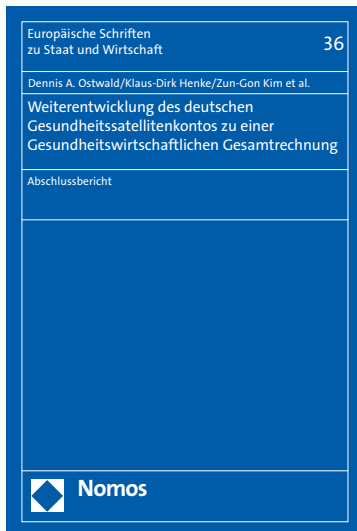 Europäische Schriften
zu Staat und Wirtschaft
36
Dennis A. Ostwald/Klaus-Dirk Henke/Zun-Gon Kim et al.
Weiterentwicklung des deutschen
Gesundheitssatellitenkontos zu einer
Gesundheitswirtschaftlichen Gesamtrechnung
Abschlussbericht
Nomos